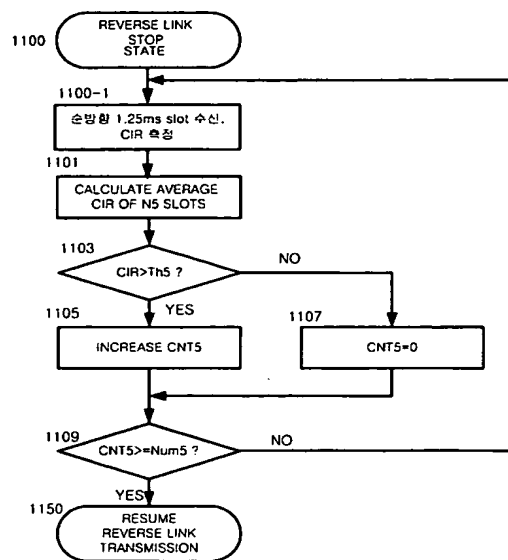 1100
REVERSE LINK
STOP
STATE
1100-1
순방향 1.25ms slot 수신,
CIR 측정
1101
CALCULATE AVERAGE
CIR OF N5 SLOTS
1103
CIR>Th5 ?
NO
YES
1105
INCREASE CNT5
1107
CNT5=0
1109
CNT5>=Num5 ?
NO
YES
1150
RESUME
REVERSE LINK
TRANSMISSION